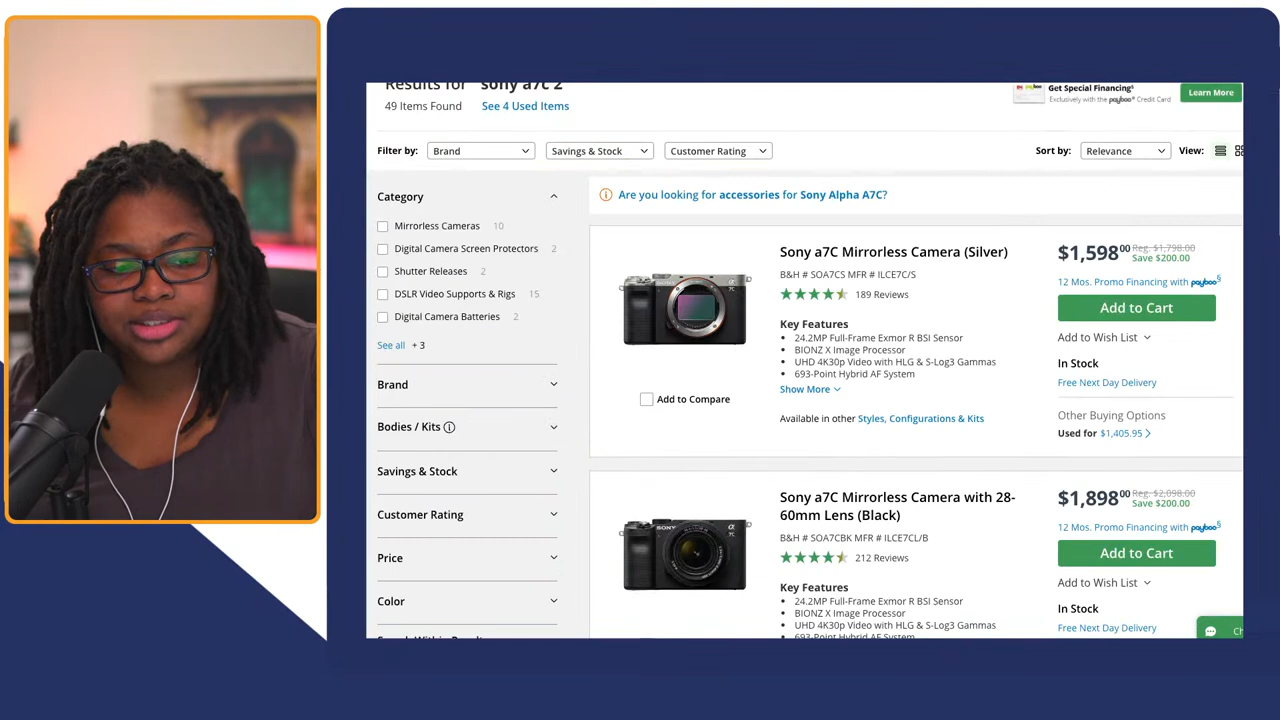 Results for sony a7c 2
49 Items Found See 4 Used Items
Get Special Financing§
Exclusively with the payboo® Credit Card
Learn More
Filter by: Brand Savings & Stock Customer Rating Sort by: Relevance View:
Category
Mirrorless Cameras 10
Digital Camera Screen Protectors 2
Shutter Releases 2
DSLR Video Supports & Rigs 15
Digital Camera Batteries 2
See all + 3
Brand
Bodies / Kits
Savings & Stock
Customer Rating
Price
Color
Are you looking for accessories for Sony Alpha A7C?
Sony a7C Mirrorless Camera (Silver)
B&H # SOA7CS MFR # ILCE7C/S
189 Reviews
Key Features
• 24.2MP Full-Frame Exmor R BSI Sensor
• BIONZ X Image Processor
• UHD 4K30p Video with HLG & S-Log3 Gammas
• 693-Point Hybrid AF System
Show More
Add to Compare
Available in other Styles, Configurations & Kits
$1,598.00 Reg. $1,798.00
Save $200.00
12 Mos. Promo Financing with payboo§
Add to Cart
Add to Wish List
In Stock
Free Next Day Delivery
Other Buying Options
Used for $1,405.95
Sony a7C Mirrorless Camera with 28-
60mm Lens (Black)
B&H # SOA7CBK MFR # ILCE7CL/B
212 Reviews
Key Features
• 24.2MP Full-Frame Exmor R BSI Sensor
• BIONZ X Image Processor
• UHD 4K30p Video with HLG & S-Log3 Gammas
• 693-Point Hybrid AF System
SONY
$1,898.00 Reg. $2,098.00
Save $200.00
12 Mos. Promo Financing with payboo§
Add to Cart
Add to Wish List
In Stock
Free Next Day Delivery